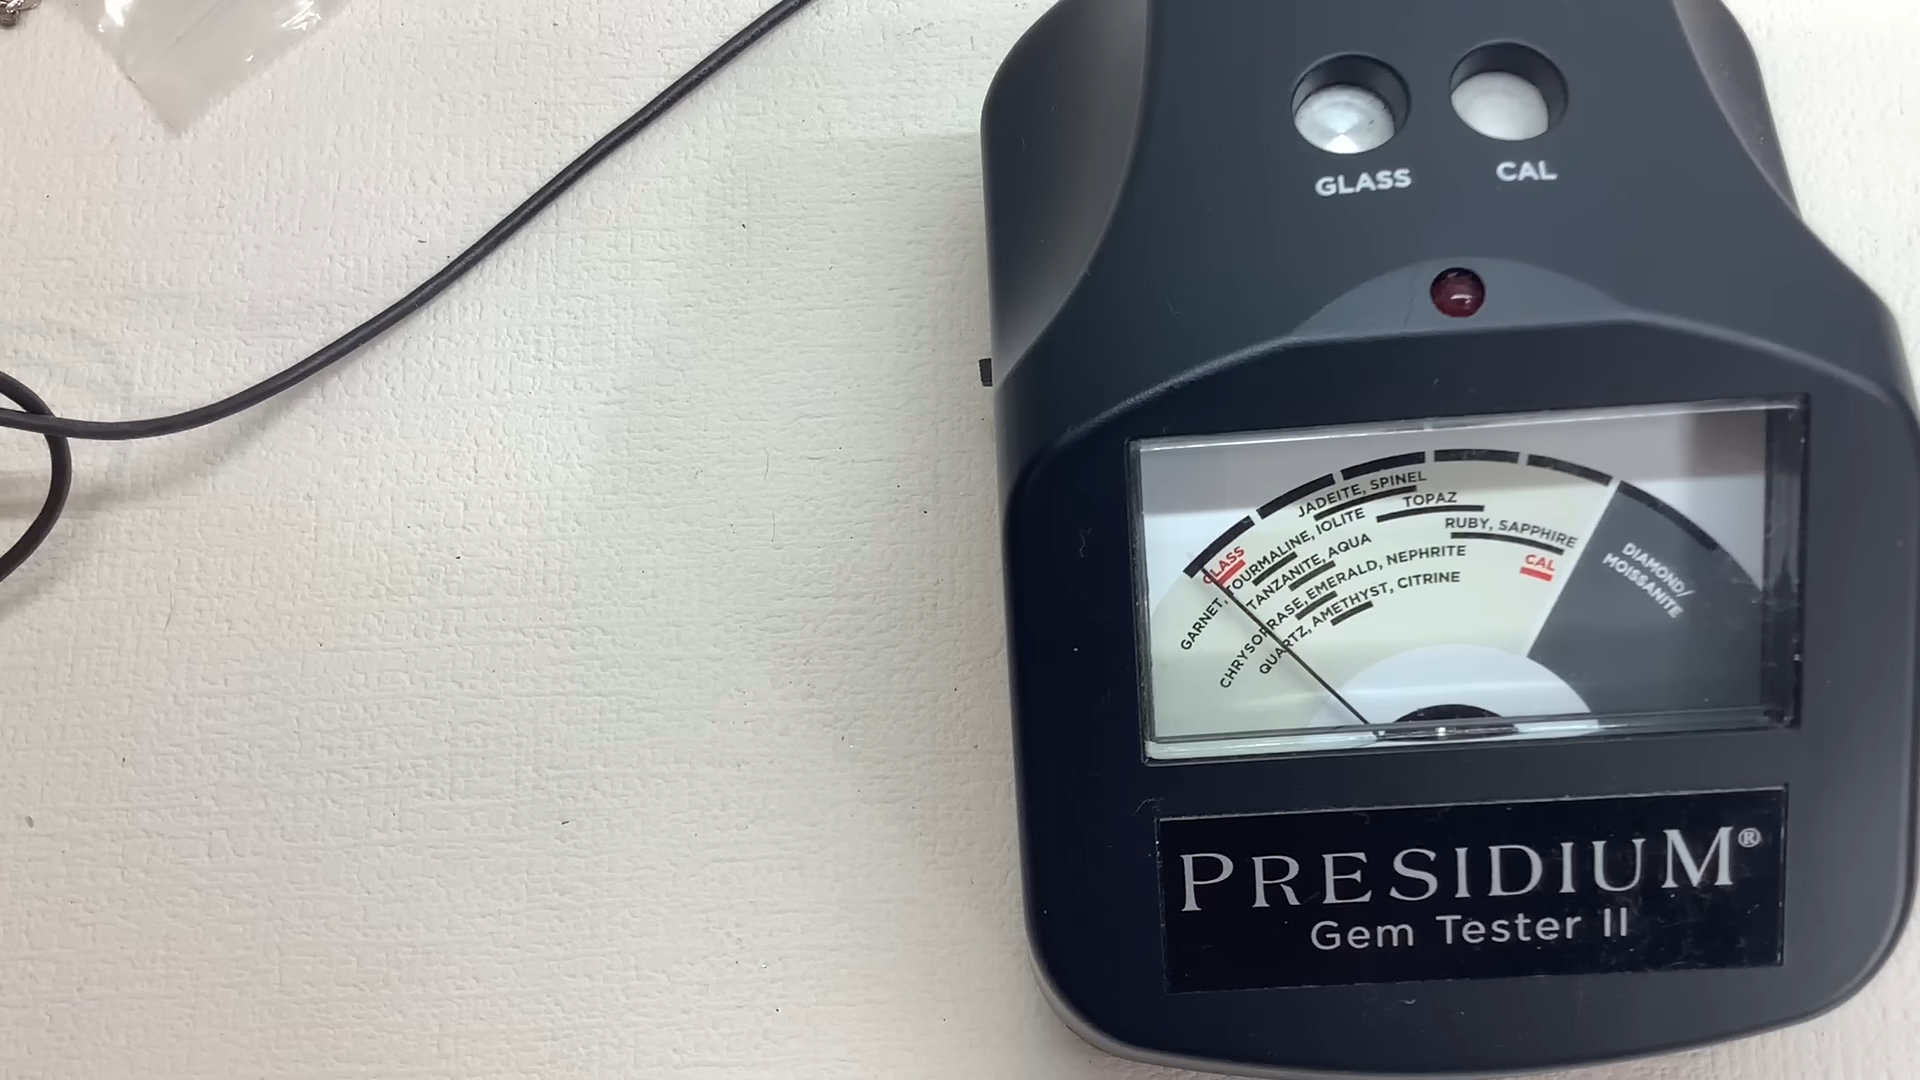 GLASS CAL
JADEITE, SPINEL
TOPAZ
RUBY, SAPPHIRE
GLASS
GARNET, TOURMALINE, IOLITE
TANZANITE, AQUA
CHRYSOPRASE, EMERALD, NEPHRITE
QUARTZ, AMETHYST, CITRINE
CAL
DIAMOND/
MOISSANITE
PRESIDIUM®
Gem Tester II